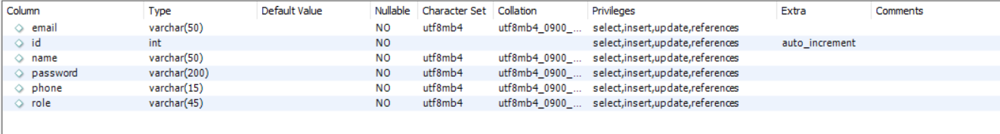 Column Type Default Value Nullable Character Set Collation Privileges Extra Comments
email varchar(50) NO utf8mb4 utf8mb4_0900_... select,insert,update,references
id int NO select,insert,update,references auto_increment
name varchar(50) NO utf8mb4 utf8mb4_0900_... select,insert,update,references
password varchar(200) NO utf8mb4 utf8mb4_0900_... select,insert,update,references
phone varchar(15) NO utf8mb4 utf8mb4_0900_... select,insert,update,references
role varchar(45) NO utf8mb4 utf8mb4_0900_... select,insert,update,references